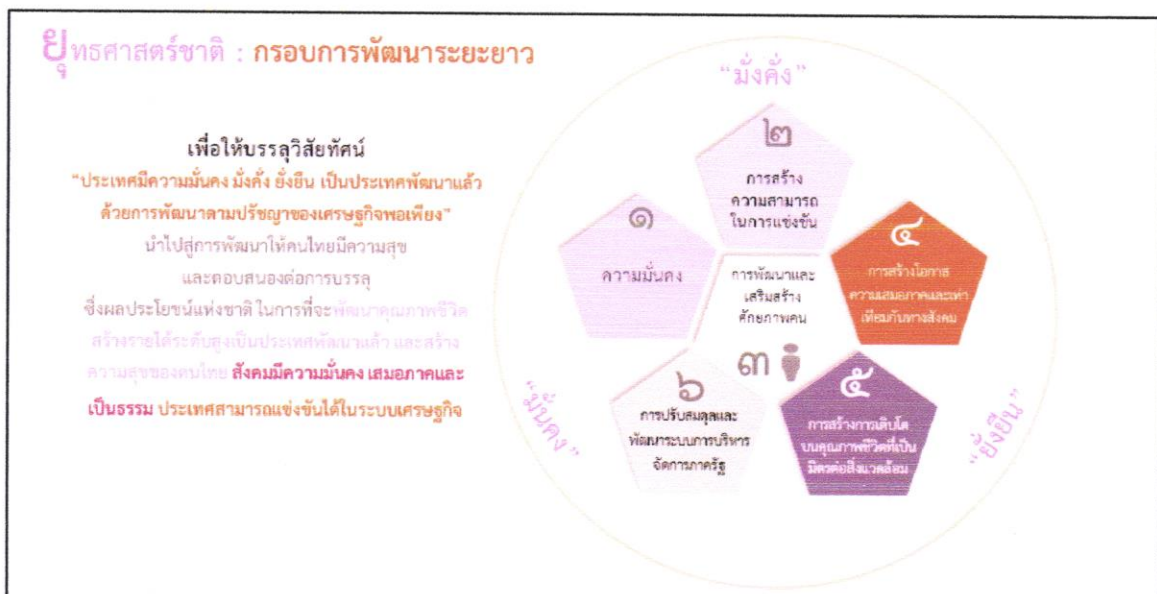 ยุทธศาสตร์ชาติ : กรอบการพัฒนาระยะยาว
เพื่อให้บรรลุวิสัยทัศน์
"ประเทศมีความมั่นคง มั่งคั่ง ยั่งยืน เป็นประเทศพัฒนาแล้ว
ด้วยการพัฒนาตามปรัชญาของเศรษฐกิจพอเพียง"
นำไปสู่การพัฒนาให้คนไทยมีความสุข
และตอบสนองต่อการบรรลุ
ซึ่งผลประโยชน์แห่งชาติ ในการที่จะพัฒนาคุณภาพชีวิต
สร้างรายได้ระดับสูงเป็นประเทศพัฒนาแล้ว และสร้าง
ความสุขของคนไทย สังคมมีความมั่นคง เสมอภาคและ
เป็นธรรม ประเทศสามารถแข่งขันได้ในระบบเศรษฐกิจ
"มั่งคั่ง"
๑
ความมั่นคง
๒
การสร้าง
ความสามารถ
ในการแข่งขัน
การพัฒนาและ
เสริมสร้าง
ศักยภาพคน
๓
๔
การสร้างโอกาส
ความเสมอภาคและเท่า
เทียมกันทางสังคม
๕
การสร้างการเติบโต
บนคุณภาพชีวิตที่เป็น
มิตรต่อสิ่งแวดล้อม
๖
การปรับสมดุลและ
พัฒนาระบบการบริหาร
จัดการภาครัฐ
"มั่นคง"
"ยั่งยืน"